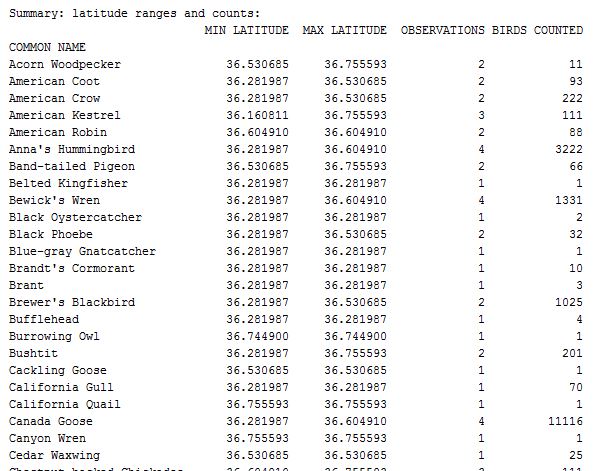 Summary: latitude ranges and counts:
MIN LATITUDE MAX LATITUDE OBSERVATIONS BIRDS COUNTED
COMMON NAME
Acorn Woodpecker 36.530685 36.755593 2 11
American Coot 36.281987 36.530685 2 93
American Crow 36.281987 36.530685 2 222
American Kestrel 36.160811 36.755593 3 111
American Robin 36.604910 36.604910 2 88
Anna's Hummingbird 36.281987 36.604910 4 3222
Band-tailed Pigeon 36.530685 36.755593 2 66
Belted Kingfisher 36.281987 36.281987 1 1
Bewick's Wren 36.281987 36.604910 4 1331
Black Oystercatcher 36.281987 36.281987 1 2
Black Phoebe 36.281987 36.530685 2 32
Blue-gray Gnatcatcher 36.281987 36.281987 1 1
Brandt's Cormorant 36.281987 36.281987 1 10
Brant 36.281987 36.281987 1 3
Brewer's Blackbird 36.281987 36.530685 2 1025
Bufflehead 36.281987 36.281987 1 4
Burrowing Owl 36.744900 36.744900 1 1
Bushtit 36.281987 36.755593 2 201
Cackling Goose 36.530685 36.530685 1 1
California Gull 36.281987 36.281987 1 70
California Quail 36.755593 36.755593 1 1
Canada Goose 36.281987 36.604910 4 11116
Canyon Wren 36.755593 36.755593 1 1
Cedar Waxwing 36.530685 36.530685 1 25